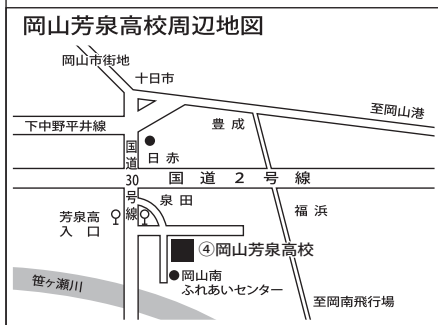 岡山芳泉高校周辺地図
岡山市街地
十日市
至岡山港
下中野平井線
豊成
日赤
国道30号線
国道2号線
泉田
芳泉高
入口
福浜
④岡山芳泉高校
岡山南
ふれあいセンター
笹ヶ瀬川
至岡南飛行場